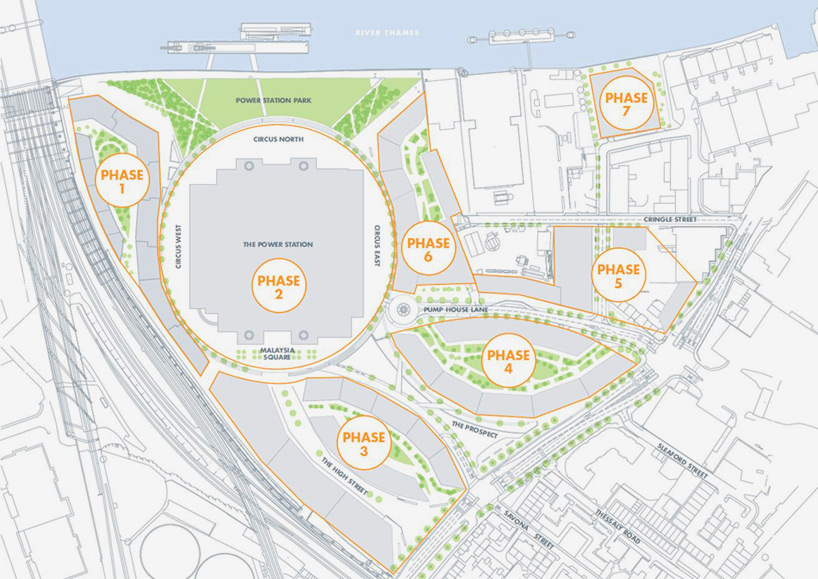 RIVER THAMES
POWER STATION PARK
PHASE
7
CIRCUS NORTH
PHASE
1
CRINGLE STREET
CIRCUS WEST
THE POWER STATION
CIRCUS EAST
PHASE
6
PHASE
5
PHASE
2
PUMP HOUSE LANE
MALAYSIA
SQUARE
PHASE
4
THE PROSPECT
PHASE
3
THE HIGH STREET
SLEAFORD STREET
SAVONA STREET
THESSALY ROAD